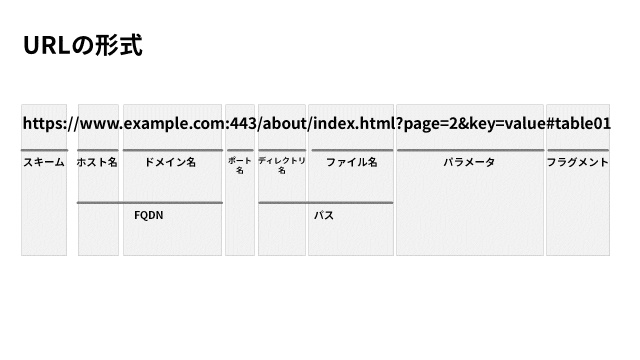 URLの形式
https://www.example.com:443/about/index.html?page=2&key=value#table01
スキーム ホスト名 ドメイン名 ポート名 ディレクトリ名 ファイル名 パラメータ フラグメント
FQDN パス